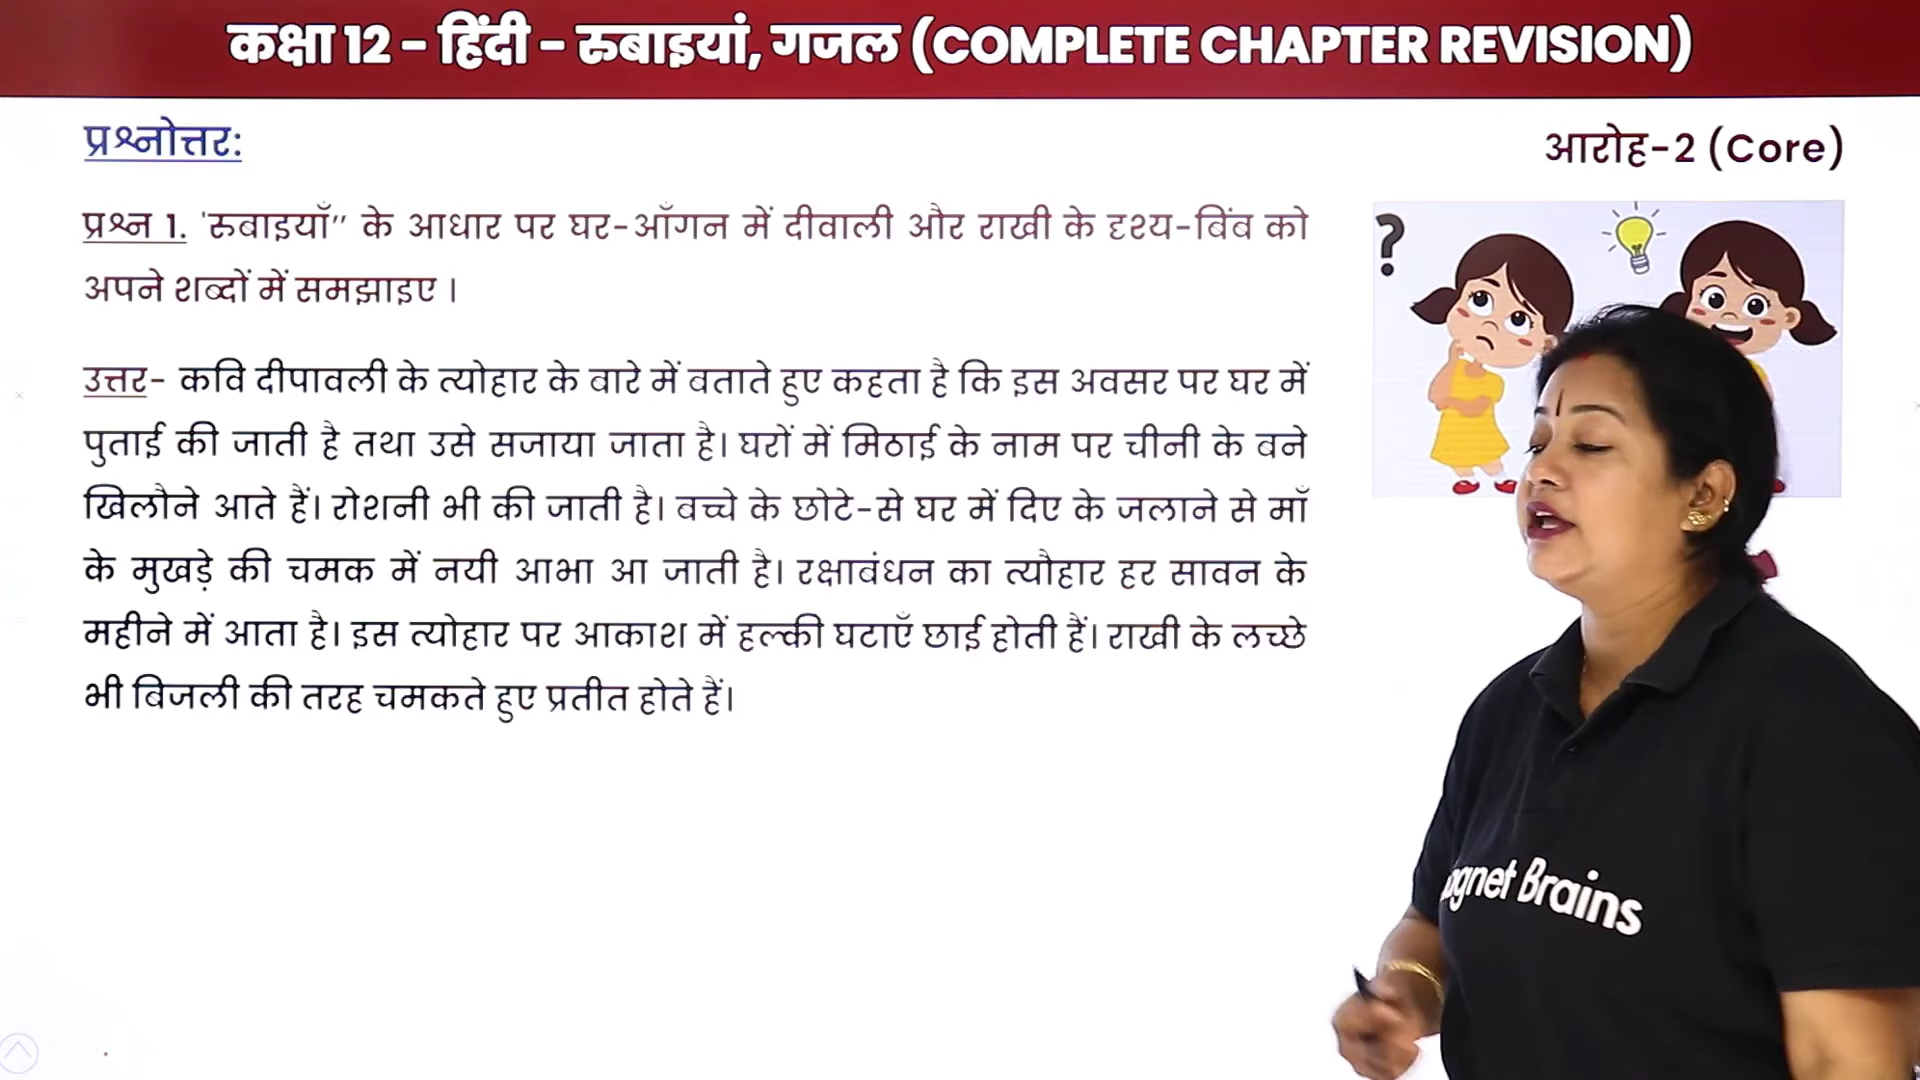 कक्षा 12 - हिंदी - रुबाइयां, गजल (COMPLETE CHAPTER REVISION)
प्रश्नोत्तर:
आरोह-2 (Core)
प्रश्न 1. 'रुबाइयाँ’’ के आधार पर घर-आँगन में दीवाली और राखी के दृश्य-बिंब को
अपने शब्दों में समझाइए ।
?
उत्तर- कवि दीपावली के त्योहार के बारे में बताते हुए कहता है कि इस अवसर पर घर में
पुताई की जाती है तथा उसे सजाया जाता है। घरों में मिठाई के नाम पर चीनी के बने
खिलौने आते हैं। रोशनी भी की जाती है। बच्चे के छोटे-से घर में दिए के जलाने से माँ
के मुखड़े की चमक में नयी आभा आ जाती है। रक्षाबंधन का त्यौहार हर सावन के
महीने में आता है। इस त्योहार पर आकाश में हल्की घटाएँ छाई होती हैं। राखी के लच्छे
भी बिजली की तरह चमकते हुए प्रतीत होते हैं।
agnet Brains